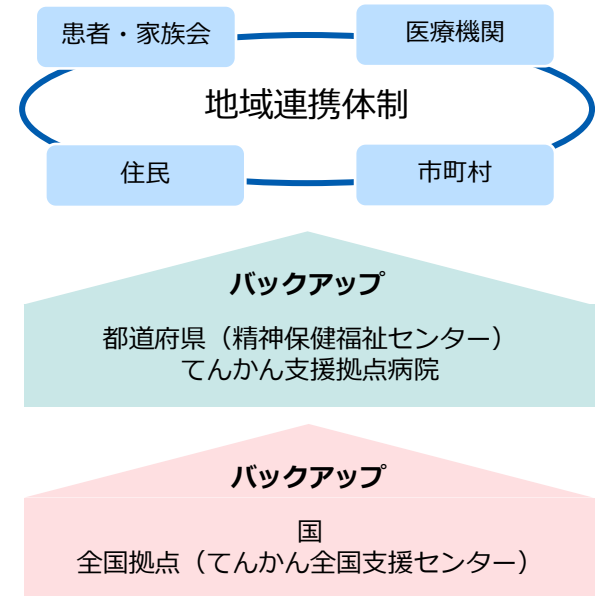 患者・家族会
医療機関
地域連携体制
住民
市町村
バックアップ
都道府県（精神保健福祉センター）
てんかん支援拠点病院
バックアップ
国
全国拠点（てんかん全国支援センター）